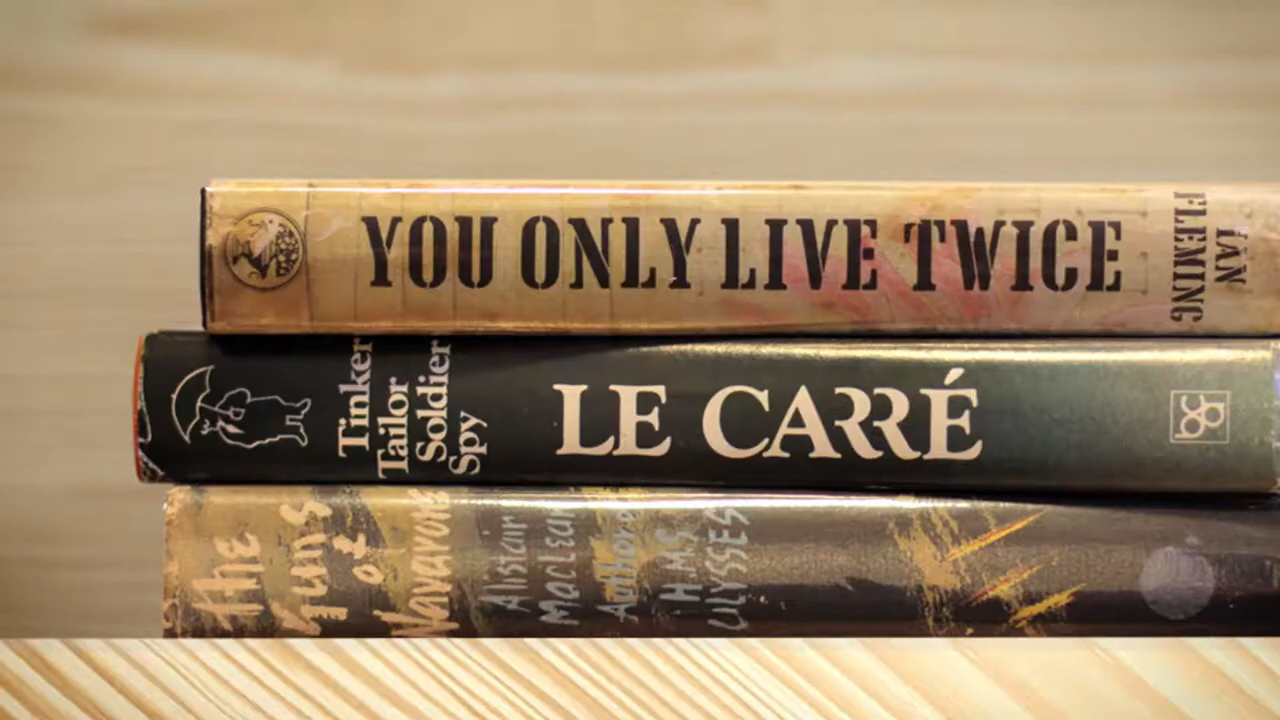 YOU ONLY LIVE TWICE
IAN
FLEMING
Tinker
Tailor
Soldier
Spy
LE CARRÉ
The
Guns
of
Navarone
Alistair
MacLean
Author of
H.M.S
ULYSSES